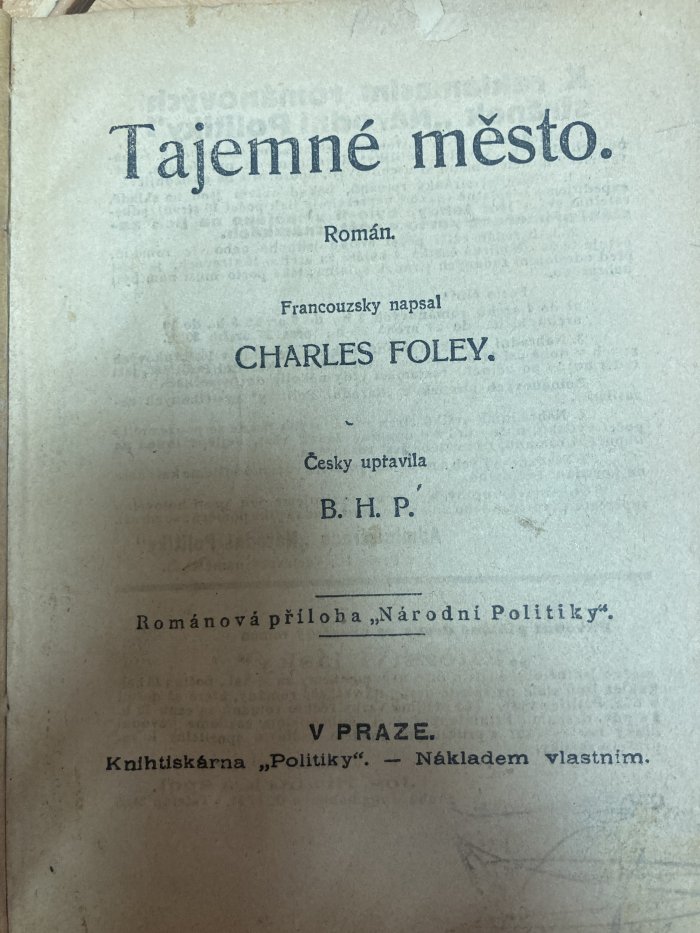 Tajemné město.
Román.
Francouzsky napsal
CHARLES FOLEY.
Česky upravila
B. H. P.
Románová příloha „Národní Politiky“.
V PRAZE.
Knihtiskárna „Politiky“. — Nákladem vlastním.